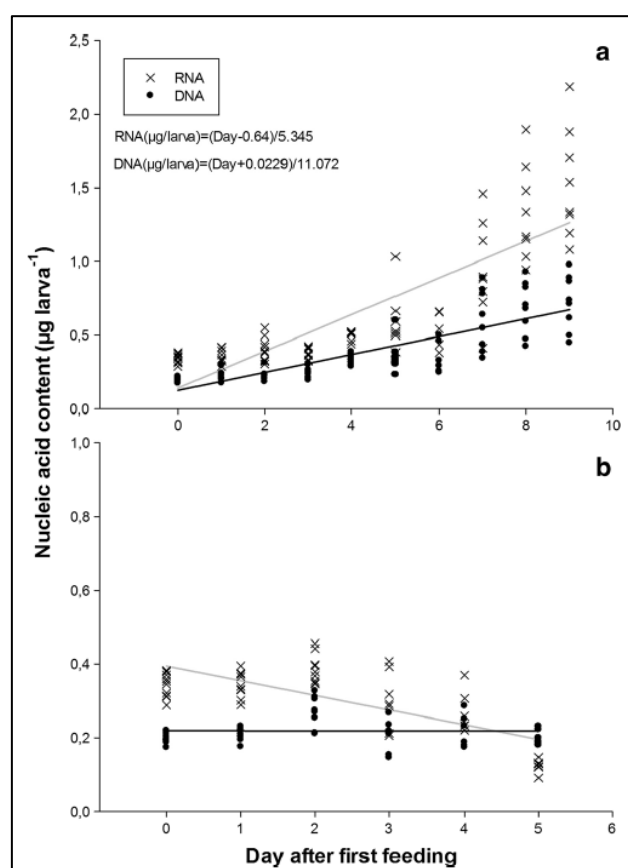 a
2,5
RNA
DNA
2,0
RNA(µg/larva)=(Day-0.64)/5.345
DNA(µg/larva)=(Day+0.0229)/11.072
1,5
1,0
0,5
0,0
0 2 4 6 8 10
Nucleic acid content (µg larva⁻¹)
b
1,0
0,8
0,6
0,4
0,2
0,0
0 1 2 3 4 5 6
Day after first feeding